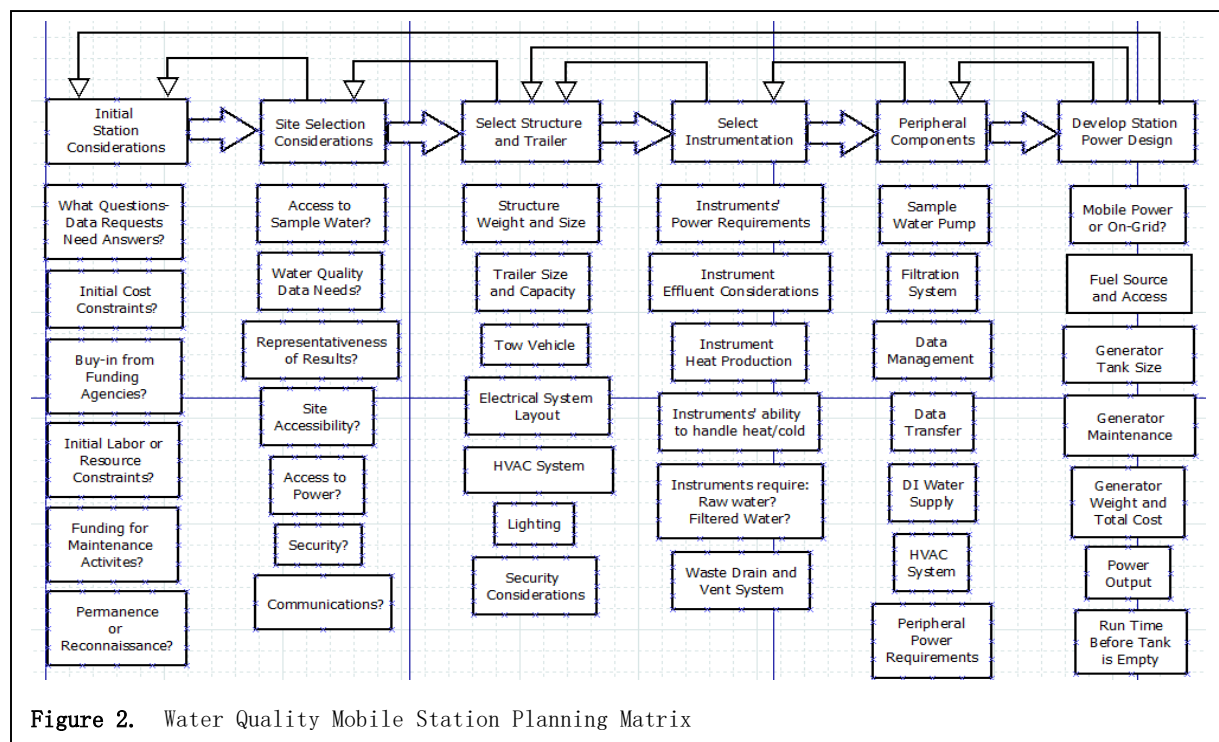 Initial
Station
Considerations
Site Selection
Considerations
Select Structure
and Trailer
Select
Instrumentation
Peripheral
Components
Develop Station
Power Design
What Questions-
Data Requests
Need Answers?
Initial Cost
Constraints?
Buy-in from
Funding
Agencies?
Initial Labor or
Resource
Constraints?
Funding for
Maintenance
Activites?
Permanence
or
Reconnaissance?
Access to
Sample Water?
Water Quality
Data Needs?
Representativeness
of Results?
Site
Accessibility?
Access to
Power?
Security?
Communications?
Structure
Weight and Size
Trailer Size
and Capacity
Tow Vehicle
Electrical System
Layout
HVAC System
Lighting
Security
Considerations
Instruments'
Power Requirements
Instrument
Effluent Considerations
Instrument
Heat Production
Instruments' ability
to handle heat/cold
Instruments require:
Raw water?
Filtered Water?
Waste Drain and
Vent System
Sample
Water Pump
Filtration
System
Data
Management
Data
Transfer
DI Water
Supply
HVAC
System
Peripheral
Power
Requirements
Mobile Power
or On-Grid?
Fuel Source
and Access
Generator
Tank Size
Generator
Maintenance
Generator
Weight and
Total Cost
Power
Output
Run Time
Before Tank
is Empty
Figure 2. Water Quality Mobile Station Planning Matrix